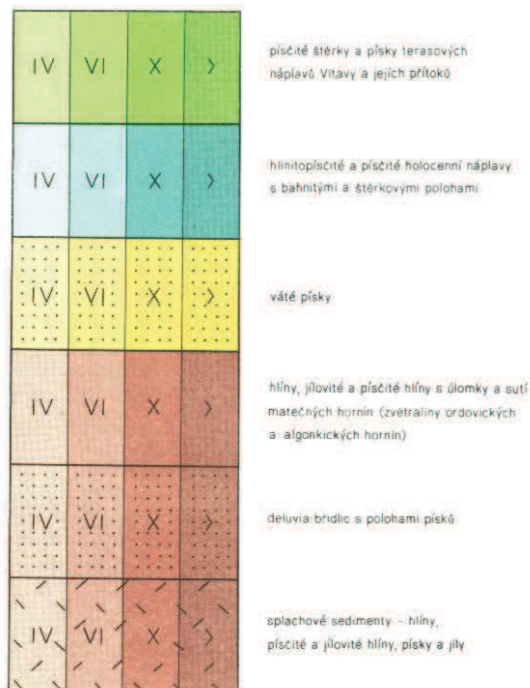 IV VI X >
písčité štěrky a písky terasových
náplavů Vltavy a jejích přítoků
IV VI X >
hlinitopísčité a písčité holocenní náplavy
s bahnitými a štěrkovými polohami
IV VI X >
váté písky
IV VI X >
hlíny, jílovité a písčité hlíny s úlomky a sutí
matečných hornin (zvětraliny ordovických
a algonkických hornin)
IV VI X >
deluvia břidlic s polohami písků
IV VI X >
splachové sedimenty – hlíny,
písčité a jílovité hlíny, písky a jíly